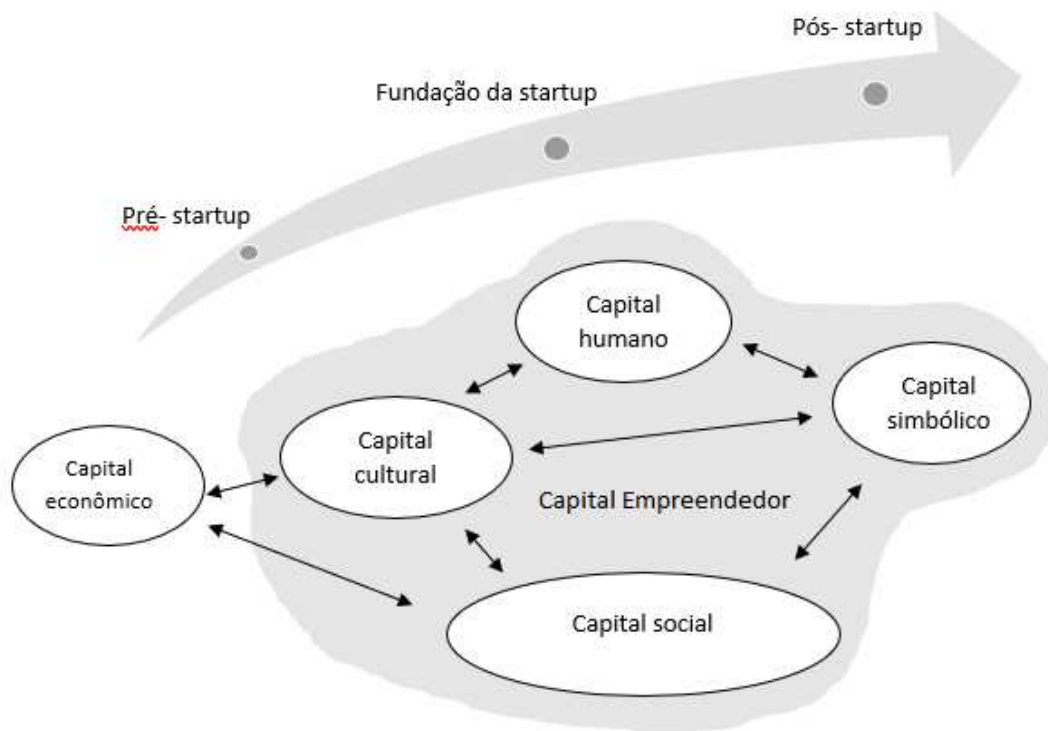 Pós- startup
Fundação da startup
Pré- startup
Capital
humano
Capital
simbólico
Capital
cultural
Capital
econômico
Capital Empreendedor
Capital social